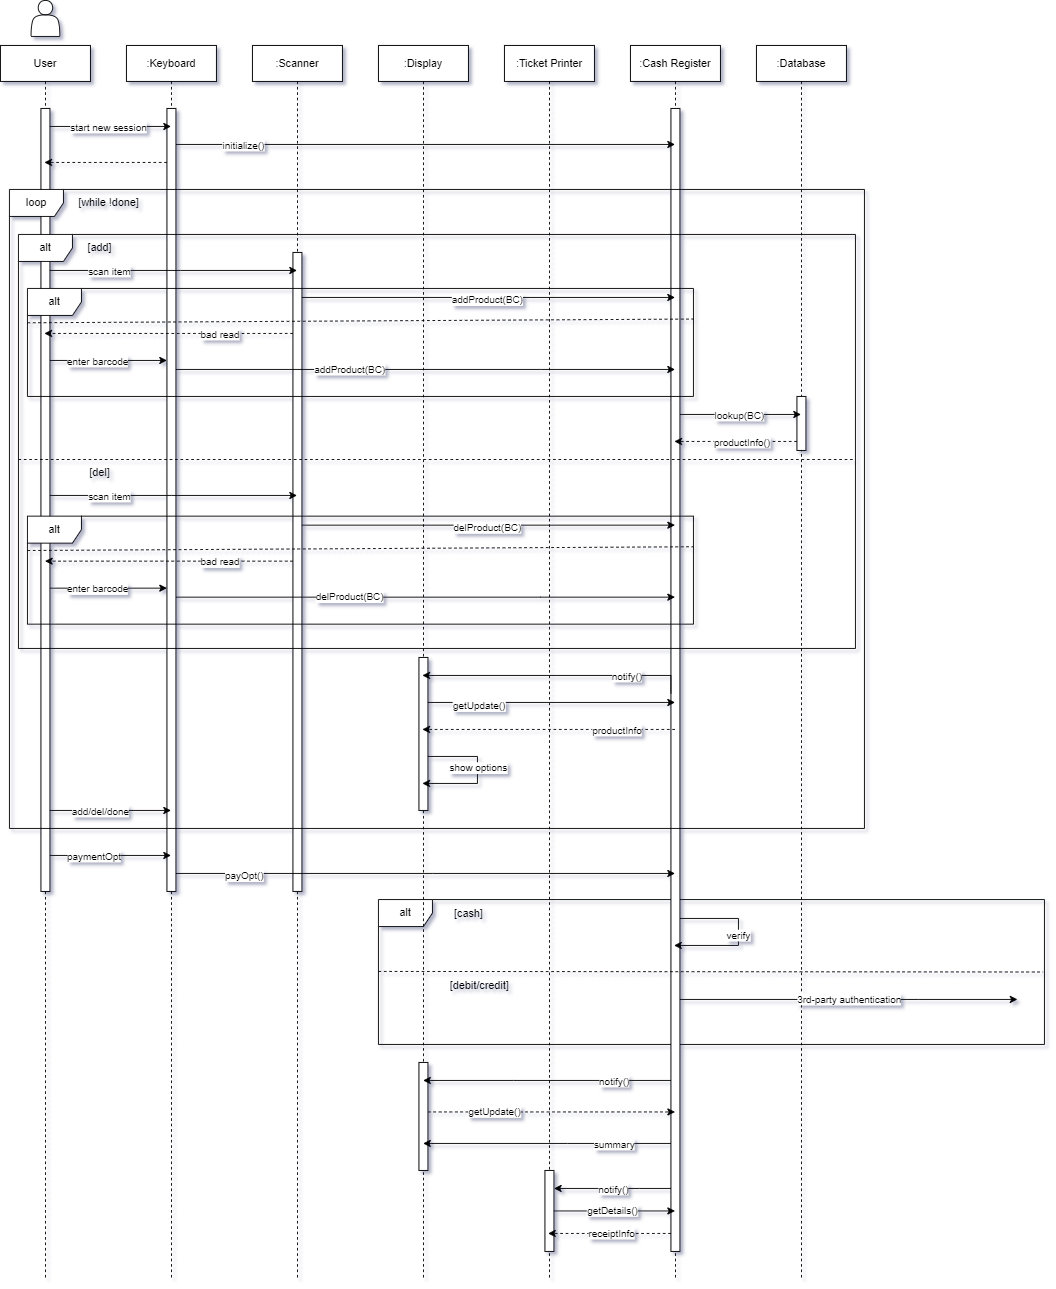 User
:Keyboard
:Scanner
:Display
:Ticket Printer
:Cash Register
:Database
start new session
initialize()
loop
[while !done]
alt
[add]
scan item
alt
addProduct(BC)
bad read
enter barcode
addProduct(BC)
lookup(BC)
productInfo()
[del]
scan item
alt
delProduct(BC)
bad read
enter barcode
delProduct(BC)
notify()
getUpdate()
productInfo
show options
add/del/done
paymentOpt
payOpt()
alt
[cash]
verify
[debit/credit]
3rd-party authentication
notify()
getUpdate()
summary
notify()
getDetails()
receiptInfo